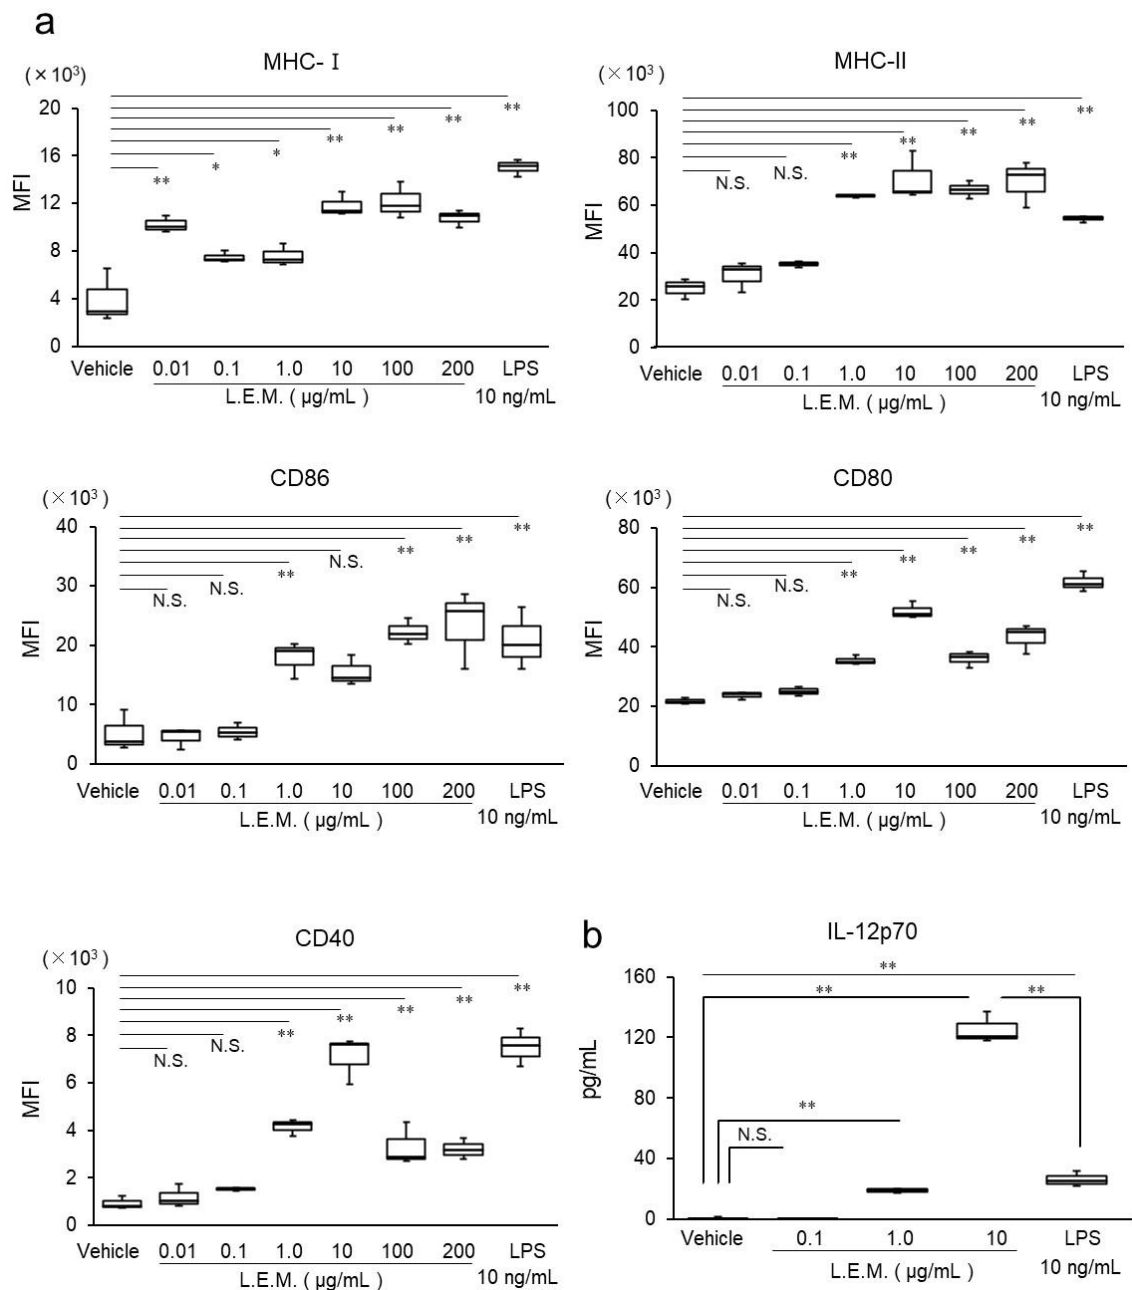 a
MHC- I
(×10³)
20
16
12
8
4
0
MFI
** * * ** ** ** **
Vehicle 0.01 0.1 1.0 10 100 200 LPS
L.E.M. ( μg/mL ) 10 ng/mL
MHC-II
(×10³)
100
80
60
40
20
0
MFI
N.S. N.S. ** ** ** ** **
Vehicle 0.01 0.1 1.0 10 100 200 LPS
L.E.M. ( μg/mL ) 10 ng/mL
CD86
(×10³)
40
30
20
10
0
MFI
N.S. N.S. ** N.S. ** ** **
Vehicle 0.01 0.1 1.0 10 100 200 LPS
L.E.M. ( μg/mL ) 10 ng/mL
CD80
(×10³)
80
60
40
20
0
MFI
N.S. N.S. ** ** ** ** **
Vehicle 0.01 0.1 1.0 10 100 200 LPS
L.E.M. ( μg/mL ) 10 ng/mL
CD40
(×10³)
10
8
6
4
2
0
MFI
N.S. N.S. ** ** ** ** **
Vehicle 0.01 0.1 1.0 10 100 200 LPS
L.E.M. ( μg/mL ) 10 ng/mL
b
IL-12p70
160
120
80
40
0
pg/mL
**
** **
**
N.S.
Vehicle 0.1 1.0 10 LPS
L.E.M. ( μg/mL ) 10 ng/mL